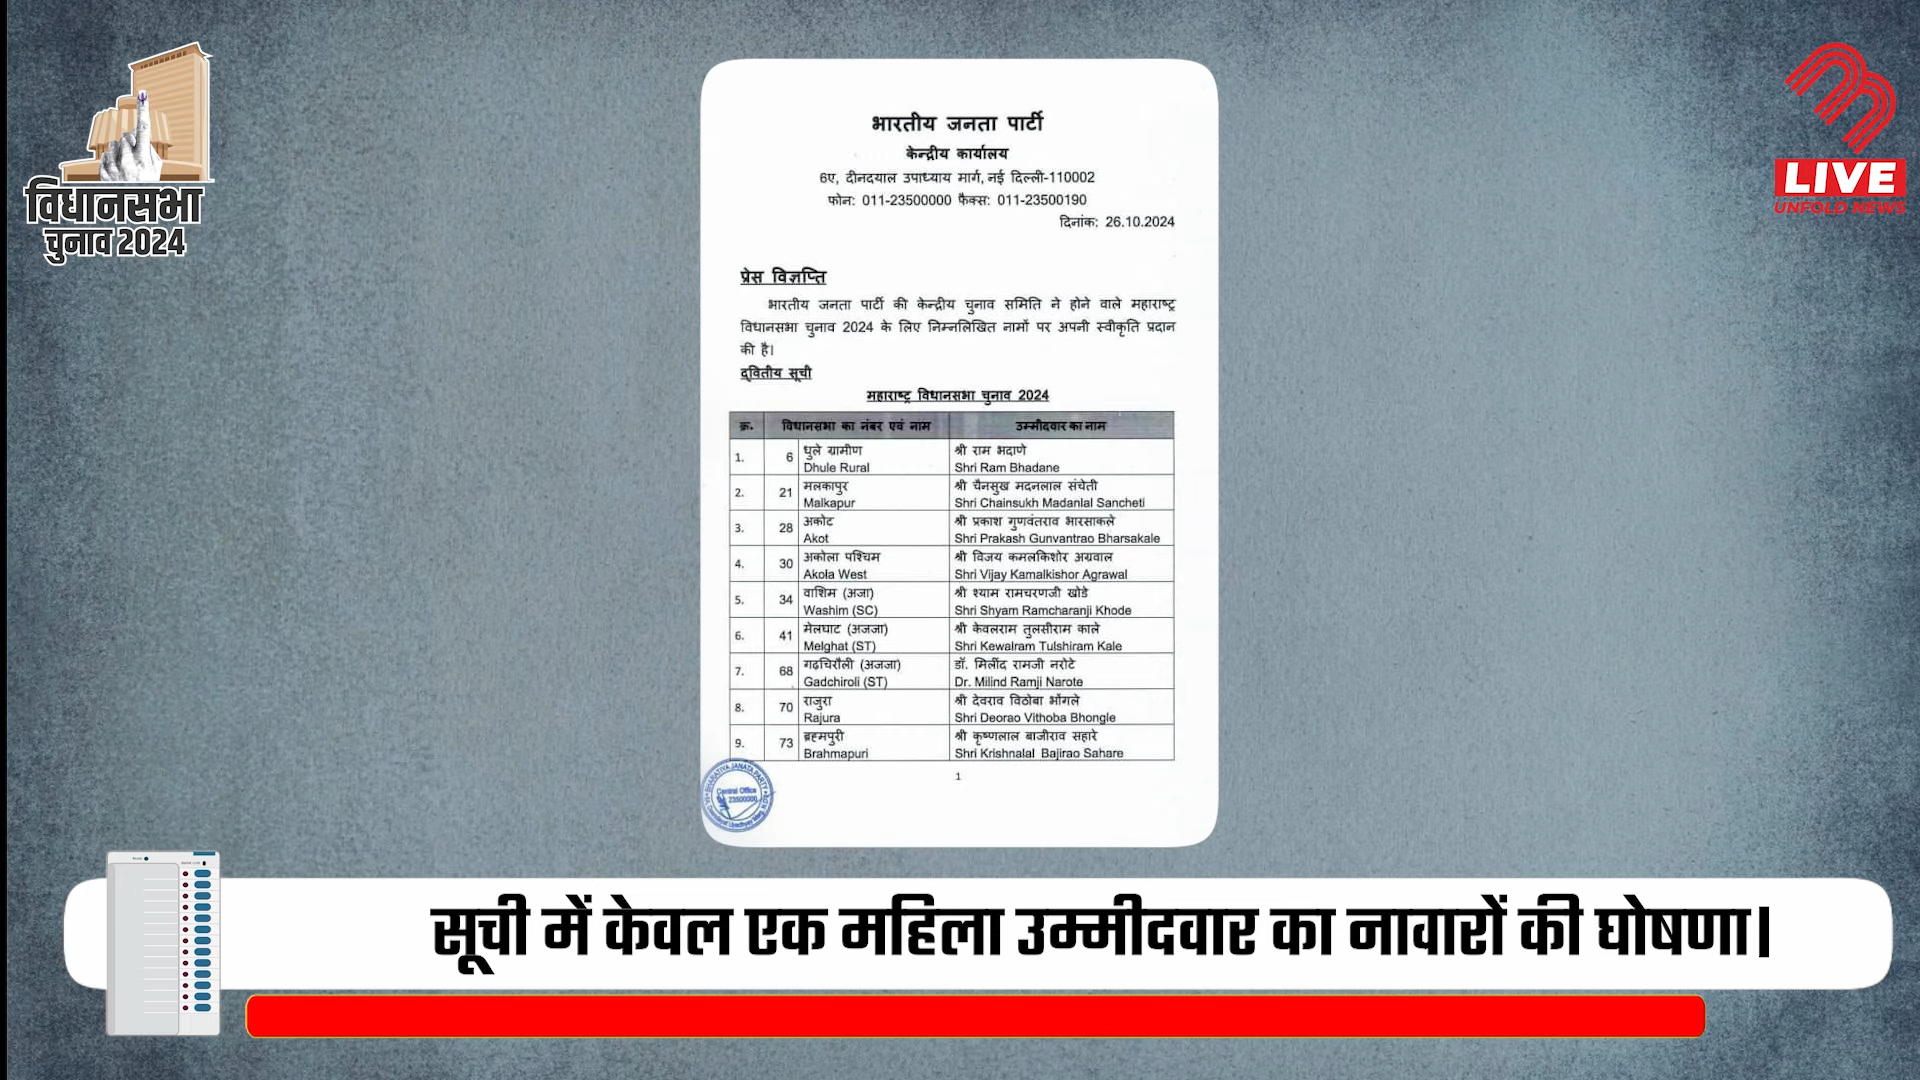 विधानसभा
चुनाव 2024
LIVE
UNFOLD NEWS
भारतीय जनता पार्टी
केन्द्रीय कार्यालय
6ए, दीनदयाल उपाध्याय मार्ग, नई दिल्ली-110002
फोन: 011-23500000 फैक्स: 011-23500190
दिनांक: 26.10.2024
प्रेस विज्ञप्ति
भारतीय जनता पार्टी की केन्द्रीय चुनाव समिति ने होने वाले महाराष्ट्र
विधानसभा चुनाव 2024 के लिए निम्नलिखित नामों पर अपनी स्वीकृति प्रदान
की है।
द्वितीय सूची
महाराष्ट्र विधानसभा चुनाव 2024
क्र. विधानसभा का नंबर एवं नाम उम्मीदवार का नाम
1. 6 धुले ग्रामीण श्री राम भदाणे
Dhule Rural Shri Ram Bhadane
2. 21 मलकापुर श्री चैनसुख मदनलाल संचेती
Malkapur Shri Chainsukh Madanlal Sancheti
3. 28 अकोट श्री प्रकाश गुणवंतराव भारसाकले
Akot Shri Prakash Gunvantrao Bharsakale
4. 30 अकोला पश्चिम श्री विजय कमलकिशोर अग्रवाल
Akola West Shri Vijay Kamalkishor Agrawal
5. 34 वाशिम (अजा) श्री श्याम रामचरणजी खोडे
Washim (SC) Shri Shyam Ramcharanji Khode
6. 41 मेलघाट (अजजा) श्री केवलराम तुलसीराम काले
Melghat (ST) Shri Kewalram Tulshiram Kale
7. 68 गढ़चिरौली (अजजा) डॉ. मिलींद रामजी नरोटे
Gadchiroli (ST) Dr. Milind Ramji Narote
8. 70 राजुरा श्री देवराव विठोबा भोंगले
Rajura Shri Deorao Vithoba Bhongle
9. 73 ब्रह्मपुरी श्री कृष्णलाल बाजीराव सहारे
Brahmapuri Shri Krishnalal Bajirao Sahare
1
BHARATIYA JANATA PARTY
Central Office
23500000
सूची में केवल एक महिला उम्मीदवार का नावारों की घोषणा।